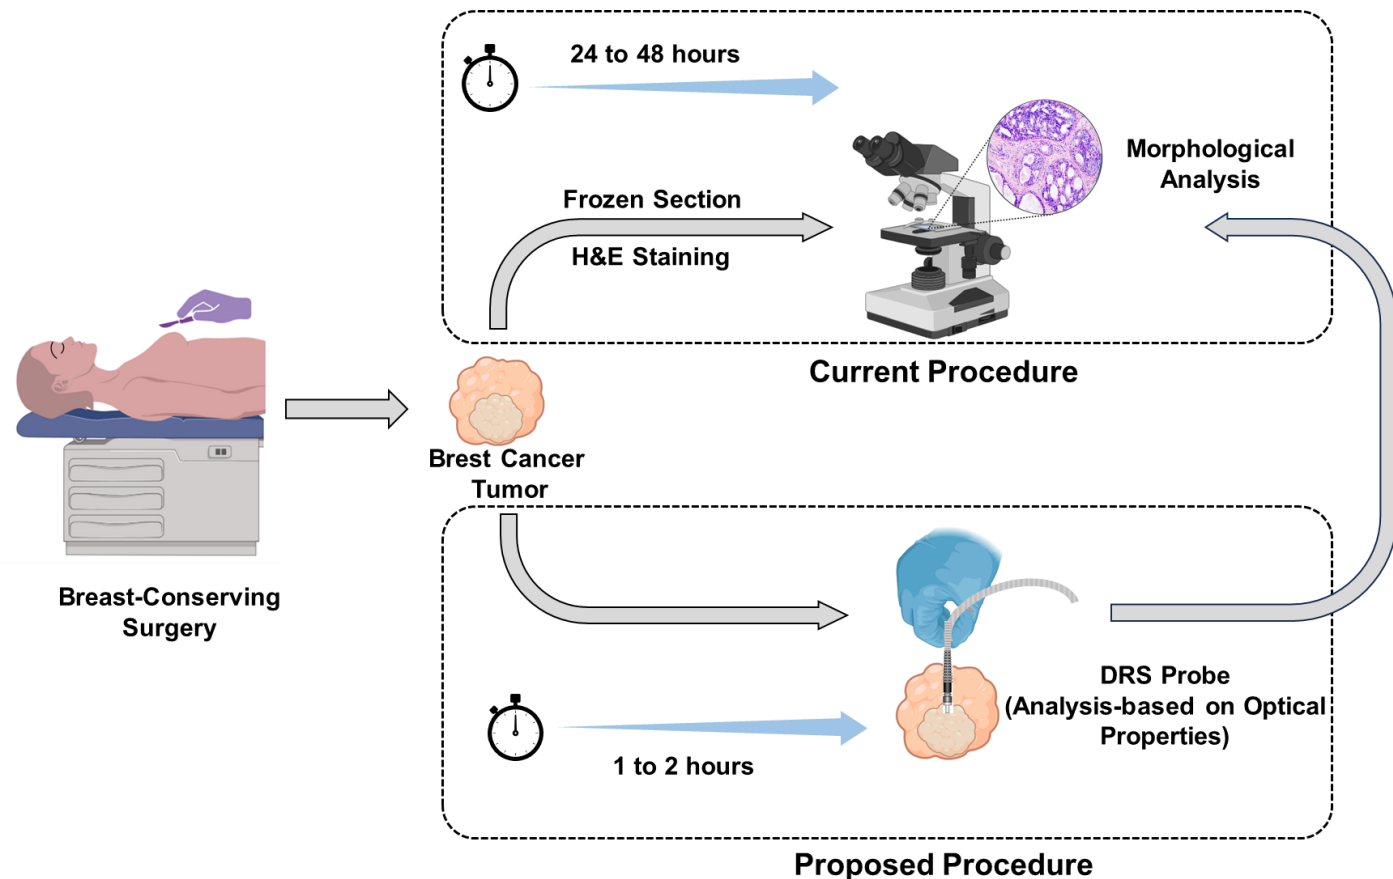 24 to 48 hours
Frozen Section
H&E Staining
Morphological
Analysis
Current Procedure
Brest Cancer
Tumor
Breast-Conserving
Surgery
DRS Probe
(Analysis-based on Optical
Properties)
1 to 2 hours
Proposed Procedure